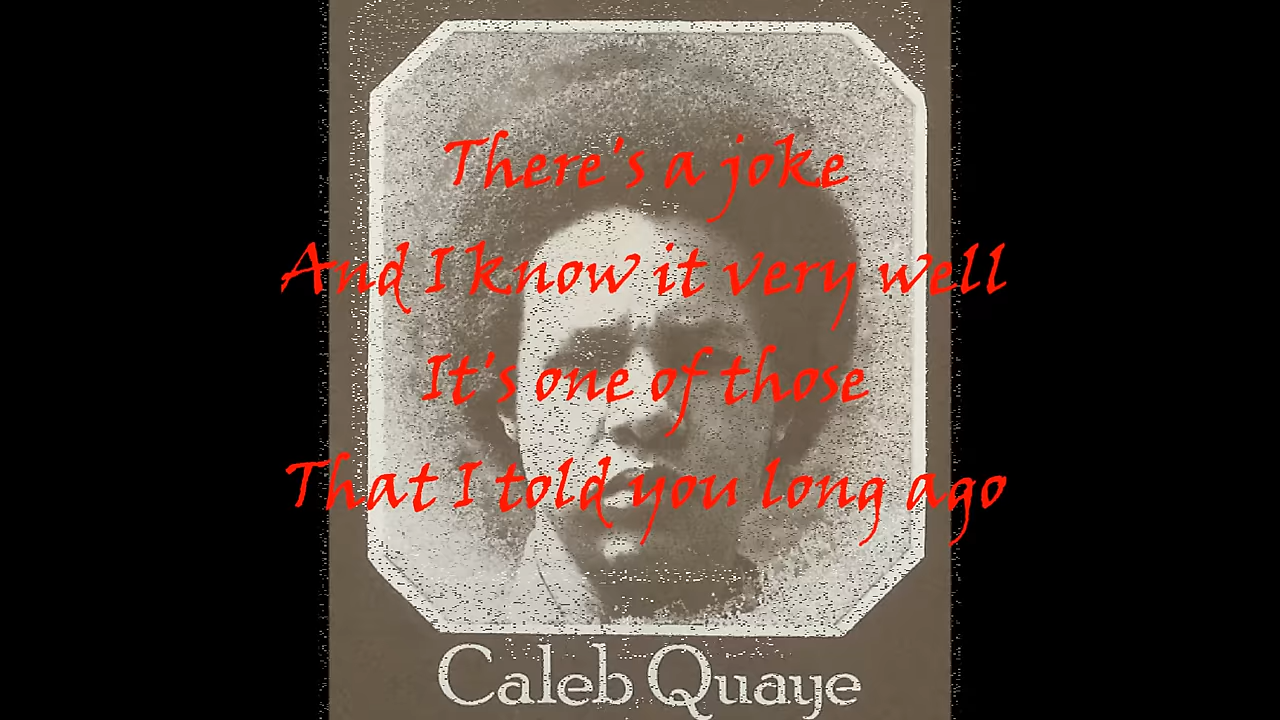 There's a joke
And I know it very well
It's one of those
That I told you long ago
Caleb Quaye